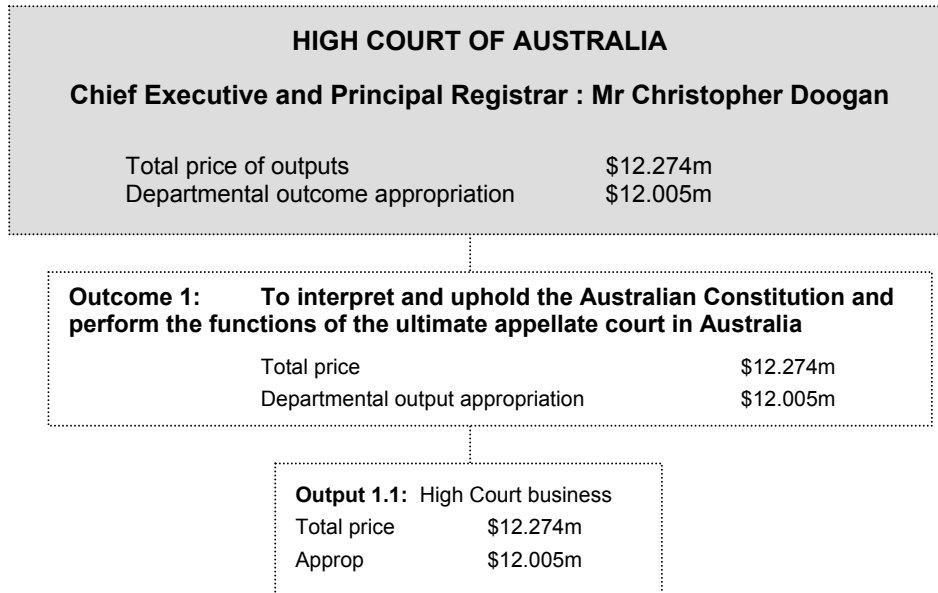 HIGH COURT OF AUSTRALIA
Chief Executive and Principal Registrar : Mr Christopher Doogan
Total price of outputs $12.274m
Departmental outcome appropriation $12.005m
Outcome 1: To interpret and uphold the Australian Constitution and
perform the functions of the ultimate appellate court in Australia
Total price $12.274m
Departmental output appropriation $12.005m
Output 1.1: High Court business
Total price $12.274m
Approp $12.005m